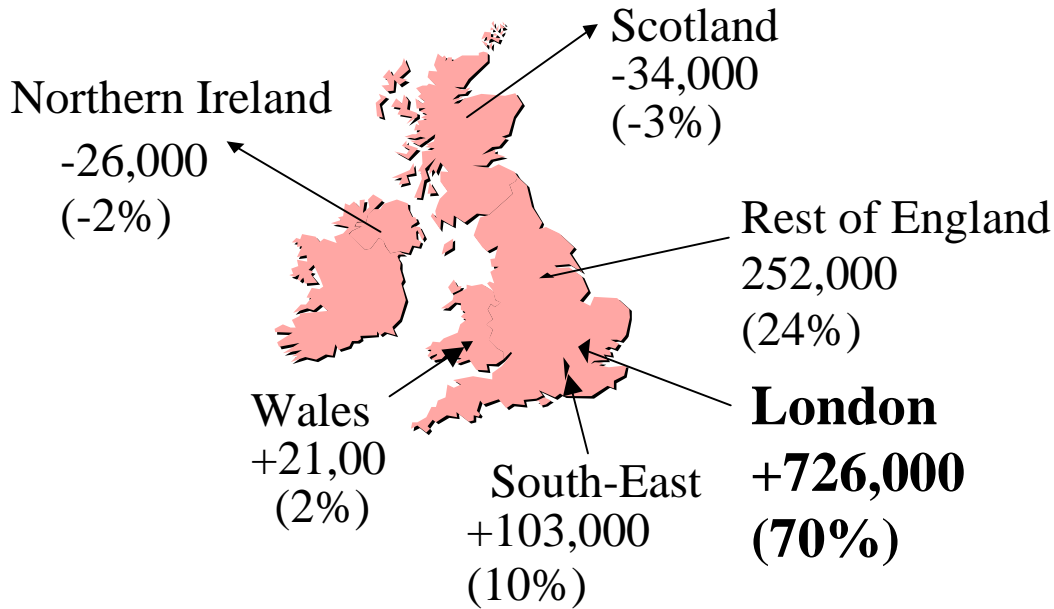 Scotland
-34,000
(-3%)
Northern Ireland
-26,000
(-2%)
Rest of England
252,000
(24%)
London
+726,000
(70%)
Wales
+21,00
(2%)
South-East
+103,000
(10%)